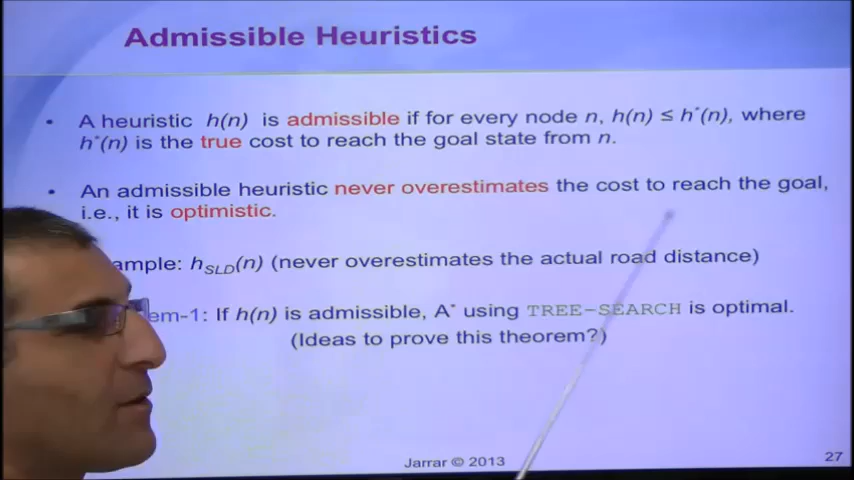 Admissible Heuristics
• A heuristic h(n) is admissible if for every node n, h(n) ≤ h*(n), where
h*(n) is the true cost to reach the goal state from n.
• An admissible heuristic never overestimates the cost to reach the goal,
i.e., it is optimistic.
ample: hSLD(n) (never overestimates the actual road distance)
em-1: If h(n) is admissible, A* using TREE-SEARCH is optimal.
(Ideas to prove this theorem?)
Jarrar © 2013
27